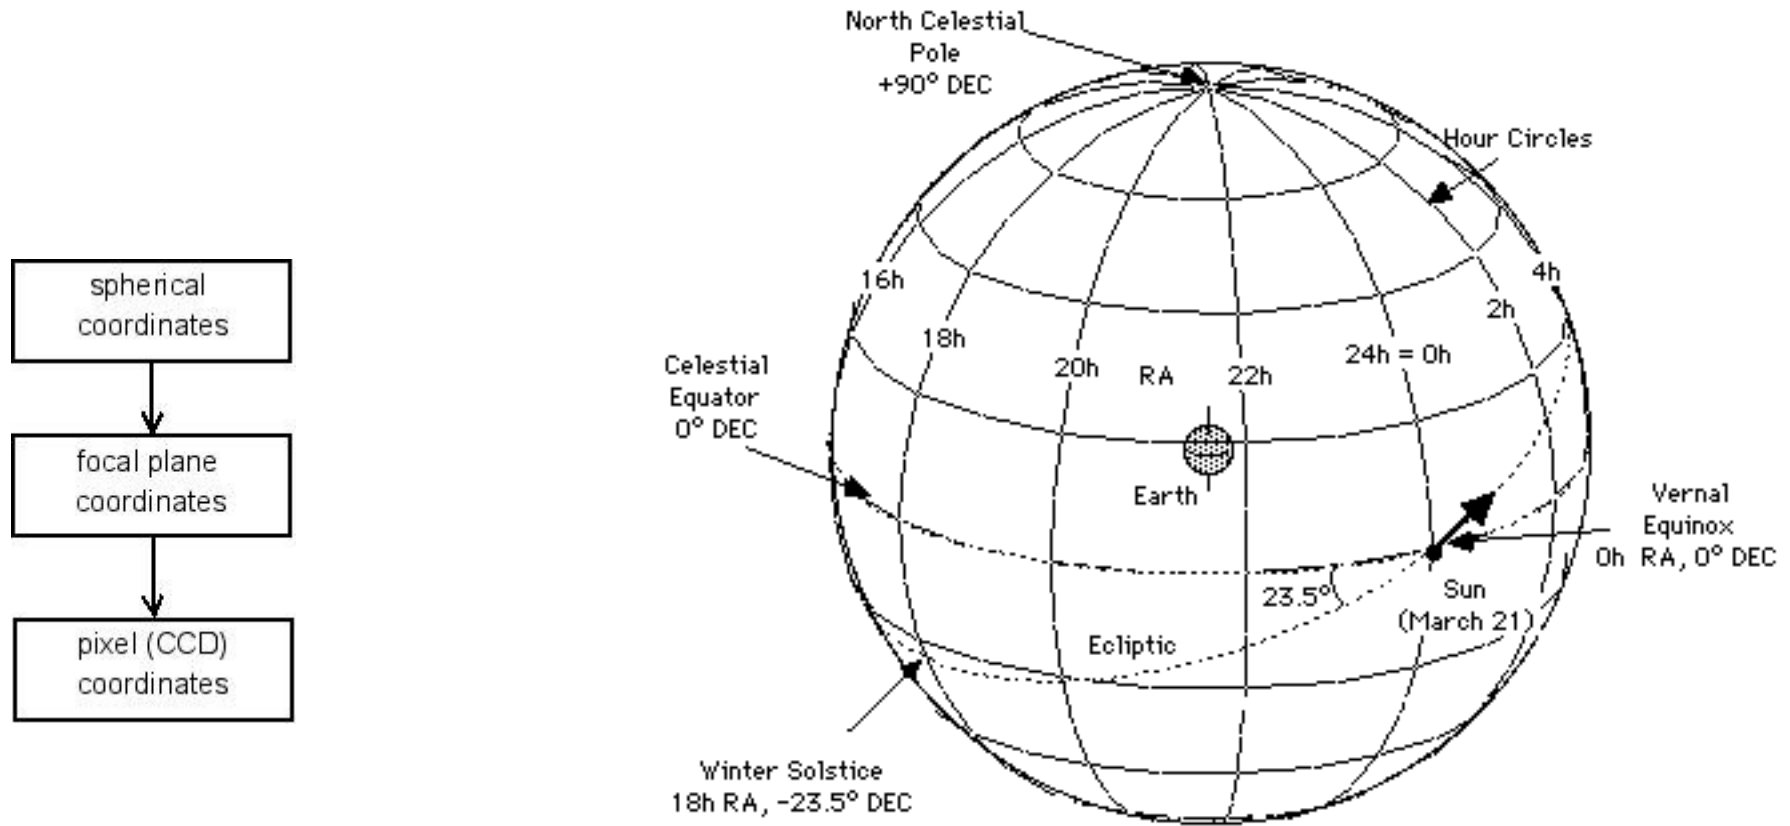 spherical
coordinates
focal plane
coordinates
pixel (CCD)
coordinates
North Celestial
Pole
+90° DEC
Hour Circles
16h
18h
20h
RA
22h
24h = 0h
2h
4h
Celestial
Equator
0° DEC
Earth
Vernal
Equinox
0h RA, 0° DEC
23.5°
Sun
(March 21)
Ecliptic
Winter Solstice
18h RA, -23.5° DEC